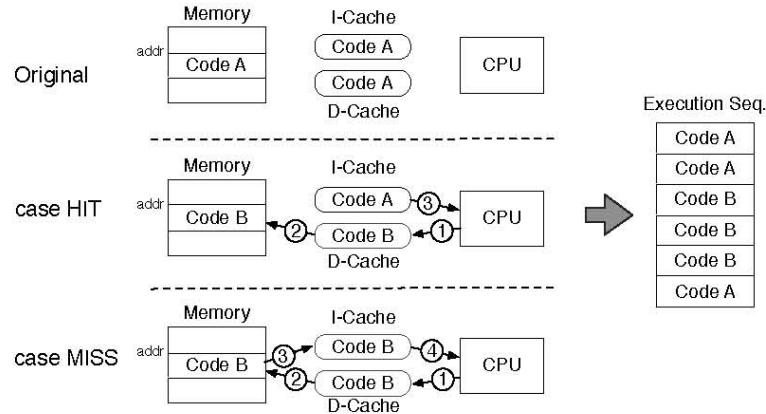 Memory
I-Cache
addr
Code A
Code A
Original
Code A
CPU
D-Cache
Execution Seq.
Code A
Code A
Code B
Code B
Code B
Code A
Memory
I-Cache
addr
Code A
3
case HIT
Code B
2
Code B
1
CPU
D-Cache
Memory
I-Cache
addr
Code B
4
case MISS
Code B
3
2
Code B
1
CPU
D-Cache